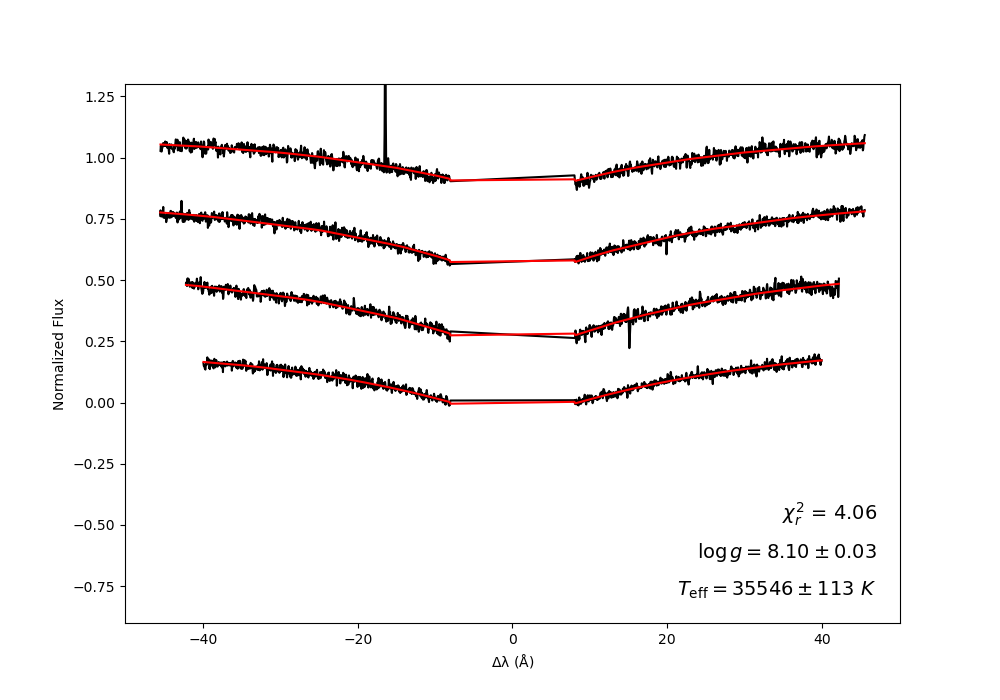 1.25
1.00
0.75
0.50
0.25
0.00
−0.25
−0.50
−0.75
Normalized Flux
χ²ᵣ = 4.06
log g = 8.10 ± 0.03
T_eff = 35546 ± 113 K
−40 −20 0 20 40
Δλ (Å)